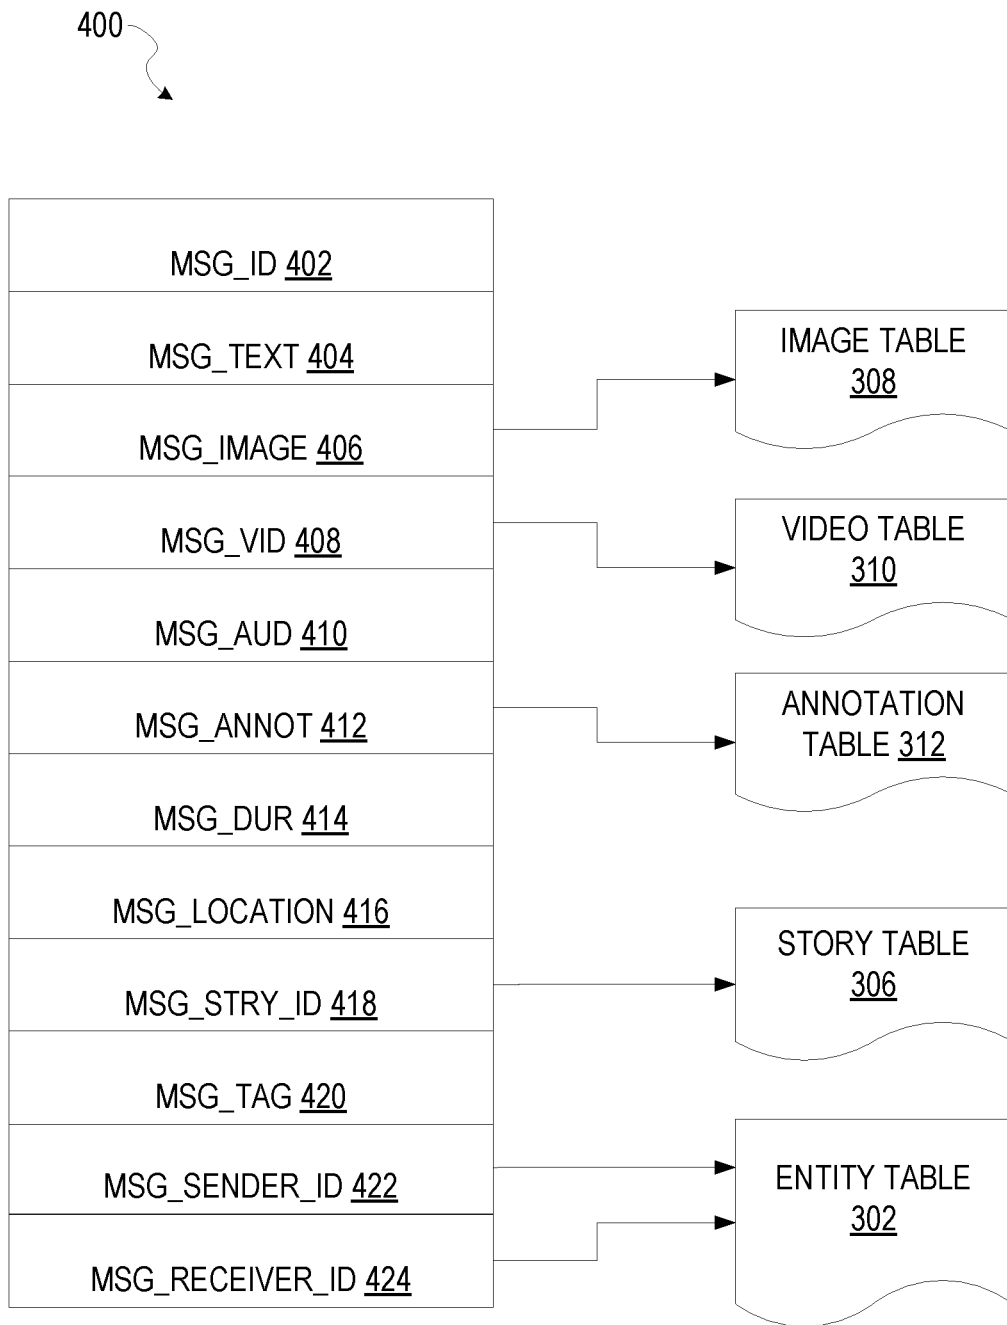 400
MSG_ID 402
MSG_TEXT 404
MSG_IMAGE 406
MSG_VID 408
MSG_AUD 410
MSG_ANNOT 412
MSG_DUR 414
MSG_LOCATION 416
MSG_STRY_ID 418
MSG_TAG 420
MSG_SENDER_ID 422
MSG_RECEIVER_ID 424
IMAGE TABLE
308
VIDEO TABLE
310
ANNOTATION
TABLE 312
STORY TABLE
306
ENTITY TABLE
302